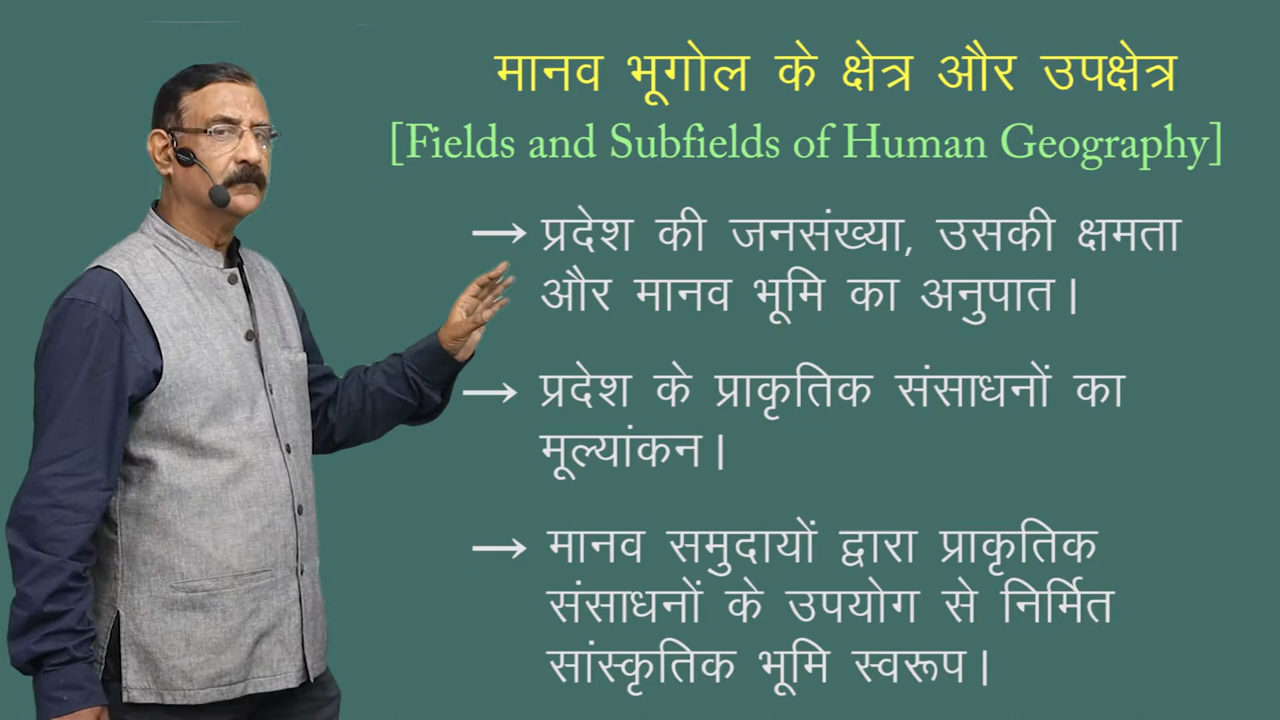 मानव भूगोल के क्षेत्र और उपक्षेत्र
[Fields and Subfields of Human Geography]
→ प्रदेश की जनसंख्या, उसकी क्षमता
और मानव भूमि का अनुपात।
→ प्रदेश के प्राकृतिक संसाधनों का
मूल्यांकन।
→ मानव समुदायों द्वारा प्राकृतिक
संसाधनों के उपयोग से निर्मित
सांस्कृतिक भूमि स्वरूप।